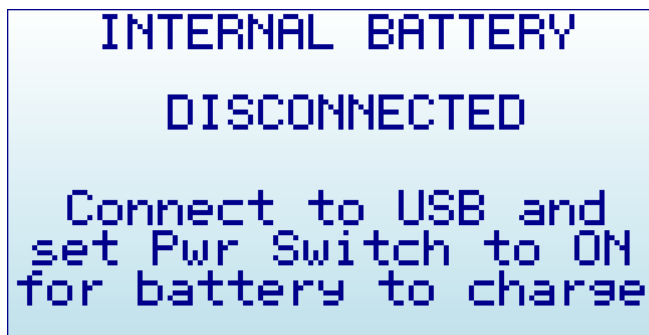 INTERNAL BATTERY
DISCONNECTED
Connect to USB and
set Pwr Switch to ON
for battery to charge